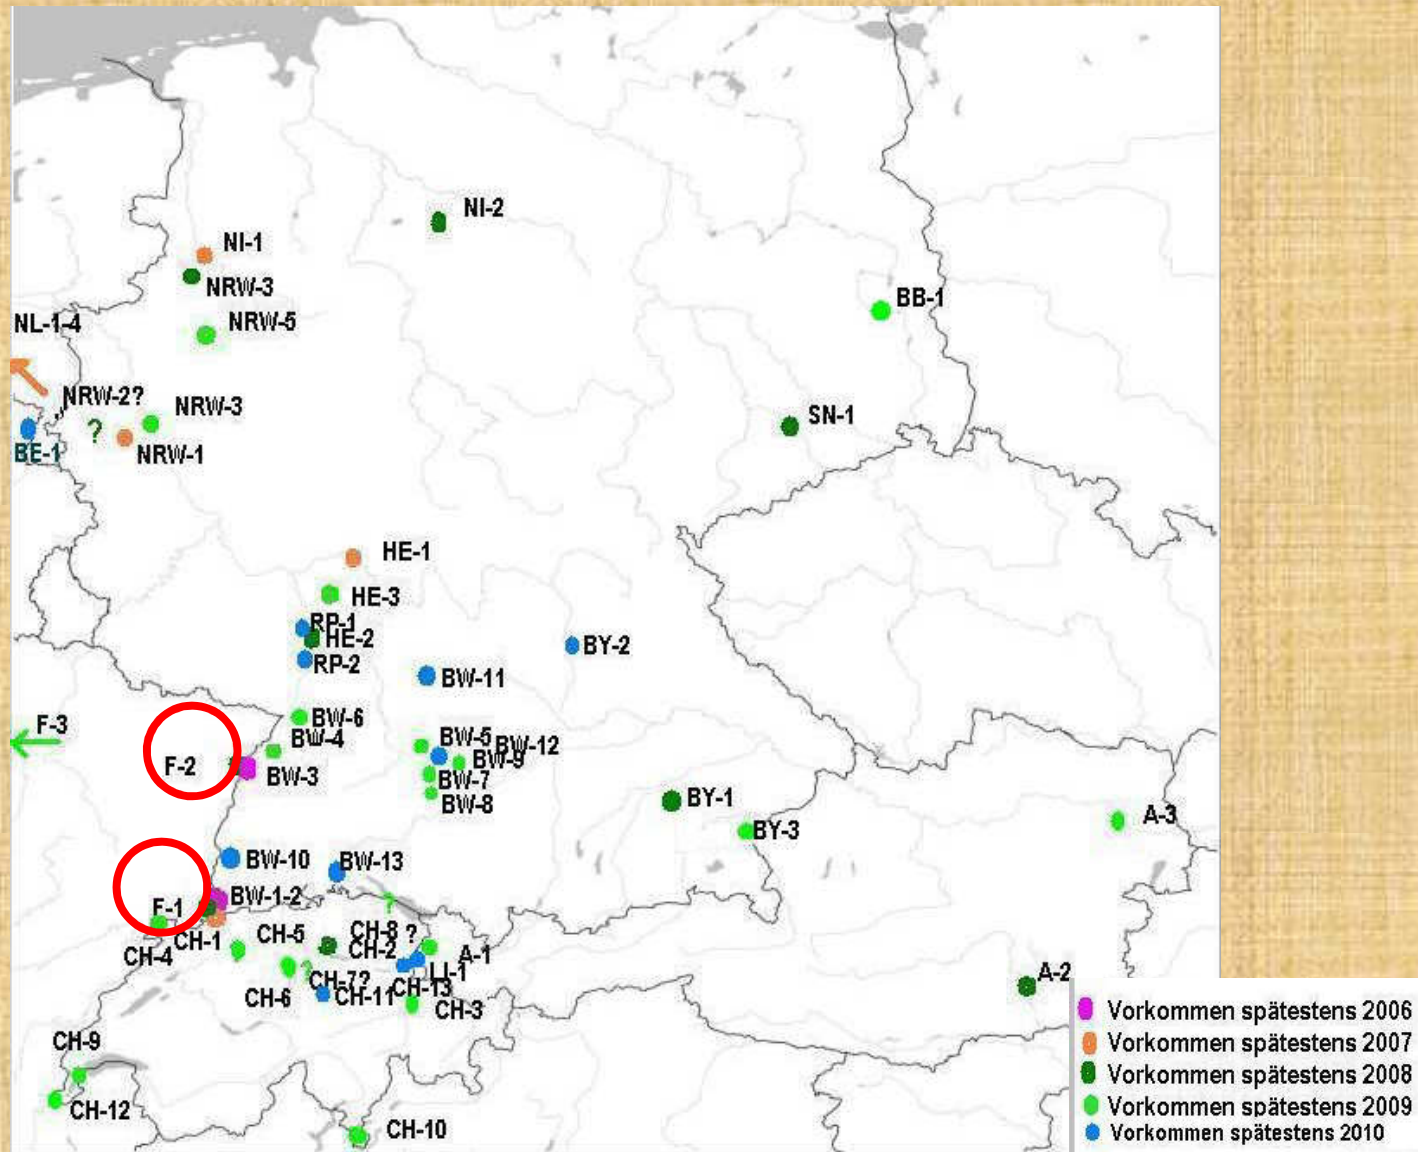 NI-2
NI-1
NRW-3
BB-1
NL-1-4
NRW-5
NRW-2?
NRW-3
?
SN-1
BE-1
NRW-1
HE-1
HE-3
RP-1
HE-2
RP-2
BY-2
BW-11
F-3
BW-6
BW-4
BW-5
BW-12
BW-9
F-2
BW-3
BW-7
BW-8
BY-1
A-3
BY-3
BW-10
BW-13
BW-1-2
?
F-1
CH-1
CH-5
CH-8 ?
CH-2
A-1
CH-4
LI-1
?
CH-7?
CH-13
CH-6
CH-11
CH-3
A-2
CH-9
CH-12
CH-10
Vorkommen spätestens 2006
Vorkommen spätestens 2007
Vorkommen spätestens 2008
Vorkommen spätestens 2009
Vorkommen spätestens 2010